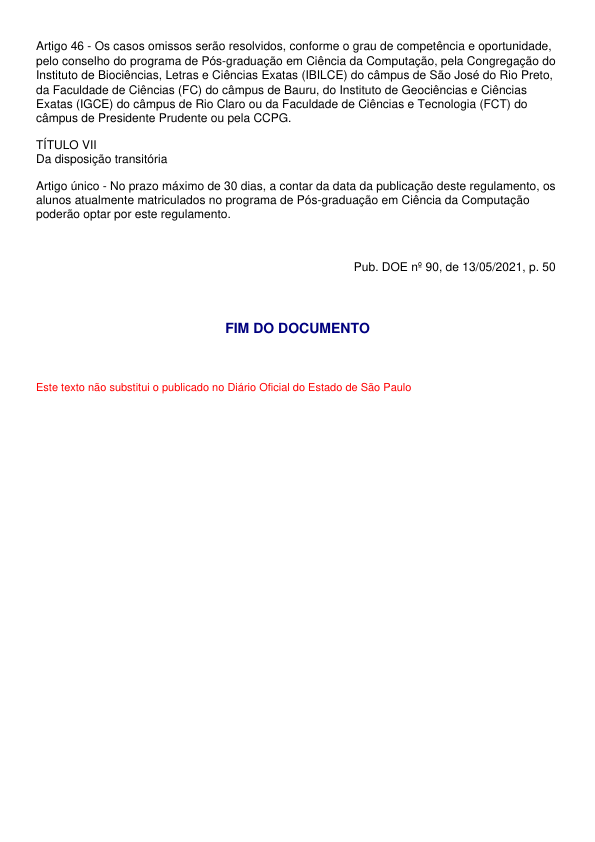 Artigo 46 - Os casos omissos serão resolvidos, conforme o grau de competência e oportunidade,
pelo conselho do programa de Pós-graduação em Ciência da Computação, pela Congregação do
Instituto de Biociências, Letras e Ciências Exatas (IBILCE) do câmpus de São José do Rio Preto,
da Faculdade de Ciências (FC) do câmpus de Bauru, do Instituto de Geociências e Ciências
Exatas (IGCE) do câmpus de Rio Claro ou da Faculdade de Ciências e Tecnologia (FCT) do
câmpus de Presidente Prudente ou pela CCPG.
TÍTULO VII
Da disposição transitória
Artigo único - No prazo máximo de 30 dias, a contar da data da publicação deste regulamento, os
alunos atualmente matriculados no programa de Pós-graduação em Ciência da Computação
poderão optar por este regulamento.
Pub. DOE nº 90, de 13/05/2021, p. 50
FIM DO DOCUMENTO
Este texto não substitui o publicado no Diário Oficial do Estado de São Paulo